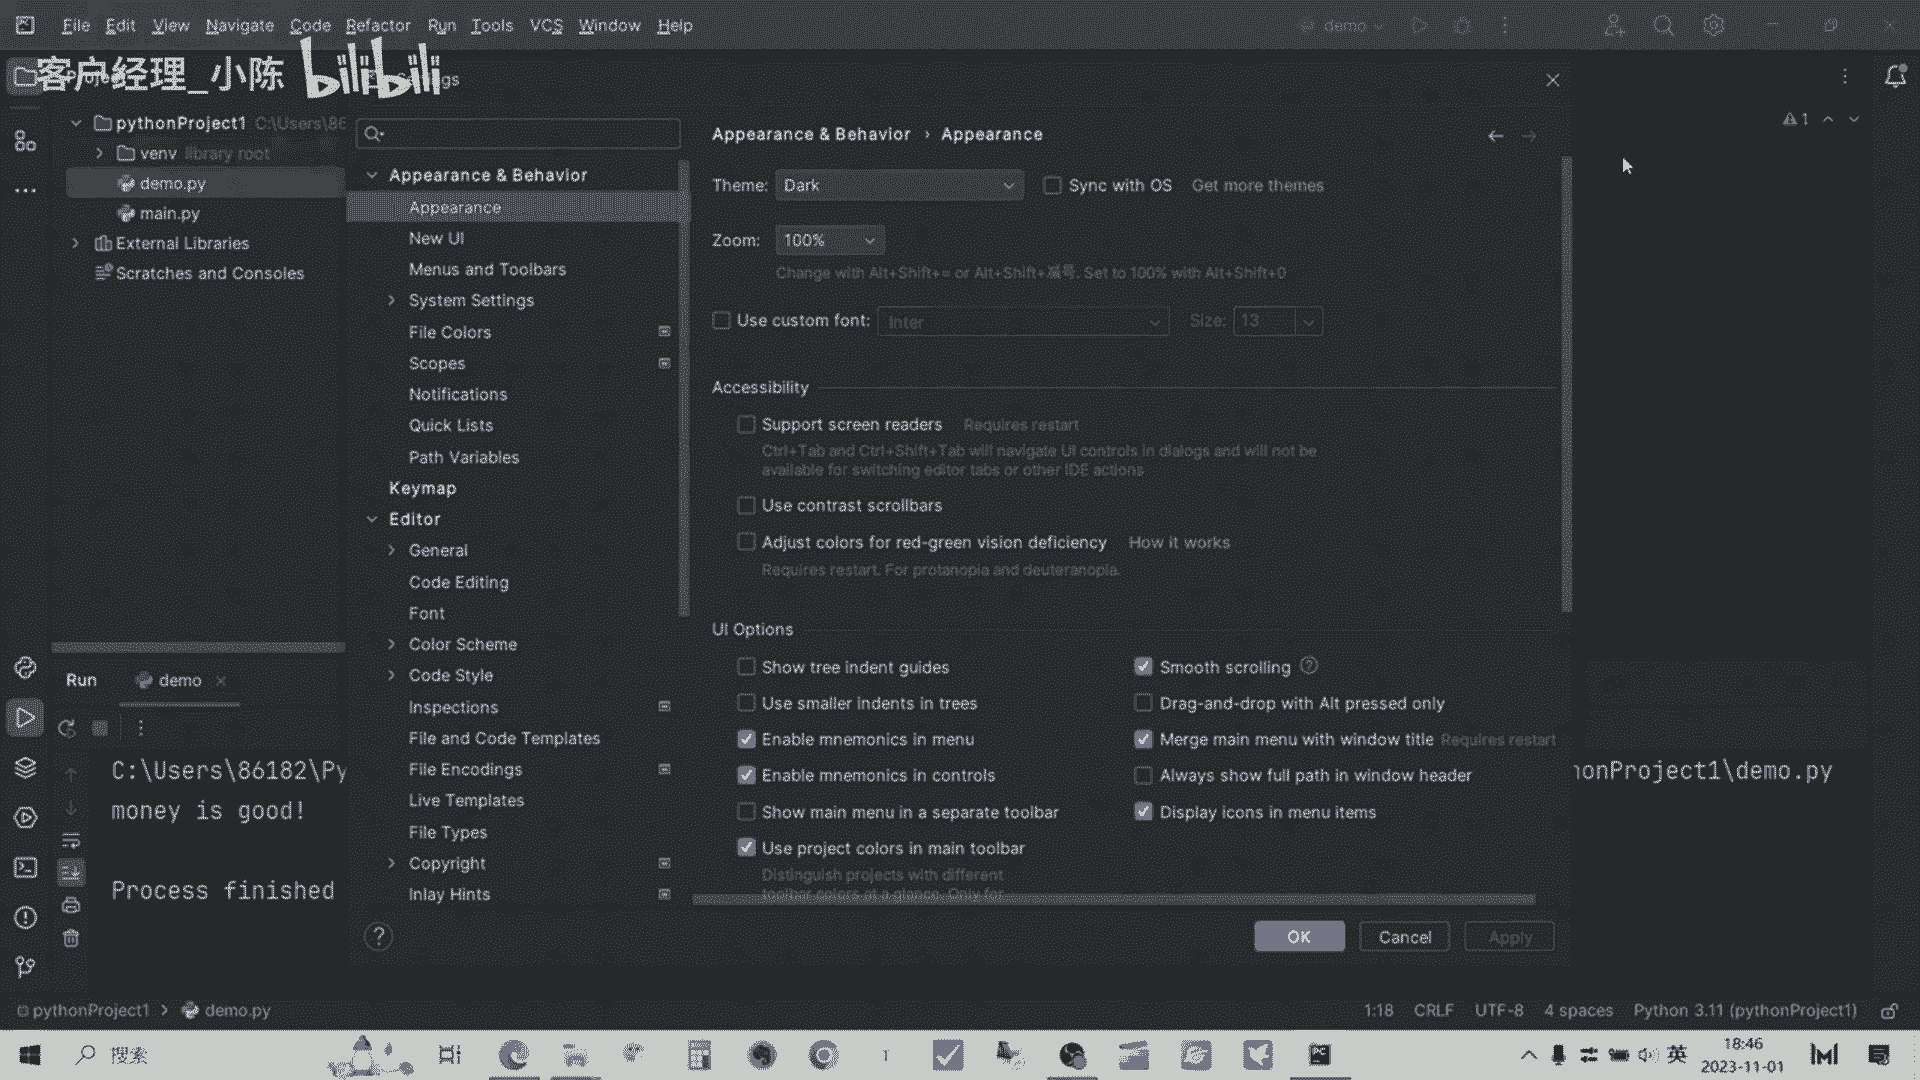 File Edit View Navigate Code Refactor Run Tools VCS Window Help
demo
客户经理_小陈 bilibili
pythonProject1 C:\Users\86
venv library root
demo.py
main.py
External Libraries
Scratches and Consoles
Appearance & Behavior
Appearance
New UI
Menus and Toolbars
System Settings
File Colors
Scopes
Notifications
Quick Lists
Path Variables
Keymap
Editor
General
Code Editing
Font
Color Scheme
Code Style
Inspections
File and Code Templates
File Encodings
Live Templates
File Types
Copyright
Inlay Hints
Appearance & Behavior › Appearance
Theme: Dark Sync with OS Get more themes
Zoom: 100%
Change with Alt+Shift+= or Alt+Shift+减号. Set to 100% with Alt+Shift+0
Use custom font: Inter Size: 13
Accessibility
Support screen readers Requires restart
Ctrl+Tab and Ctrl+Shift+Tab will navigate UI controls in dialogs and will not be
available for switching editor tabs or other IDE actions
Use contrast scrollbars
Adjust colors for red-green vision deficiency How it works
Requires restart. For protanopia and deuteranopia.
UI Options
Show tree indent guides
Smooth scrolling
Use smaller indents in trees
Drag-and-drop with Alt pressed only
Enable mnemonics in menu
Merge main menu with window title Requires restart
Enable mnemonics in controls
Always show full path in window header
Show main menu in a separate toolbar
Display icons in menu items
Use project colors in main toolbar
Distinguish projects with different
toolbar colors at a glance. Only for
? OK Cancel Apply
1
Run demo
C:\Users\86182\Py
honProject1\demo.py
money is good!
Process finished
pythonProject1 > demo.py
1:18 CRLF UTF-8 4 spaces Python 3.11 (pythonProject1)
搜索
英
18:46
2023-11-01